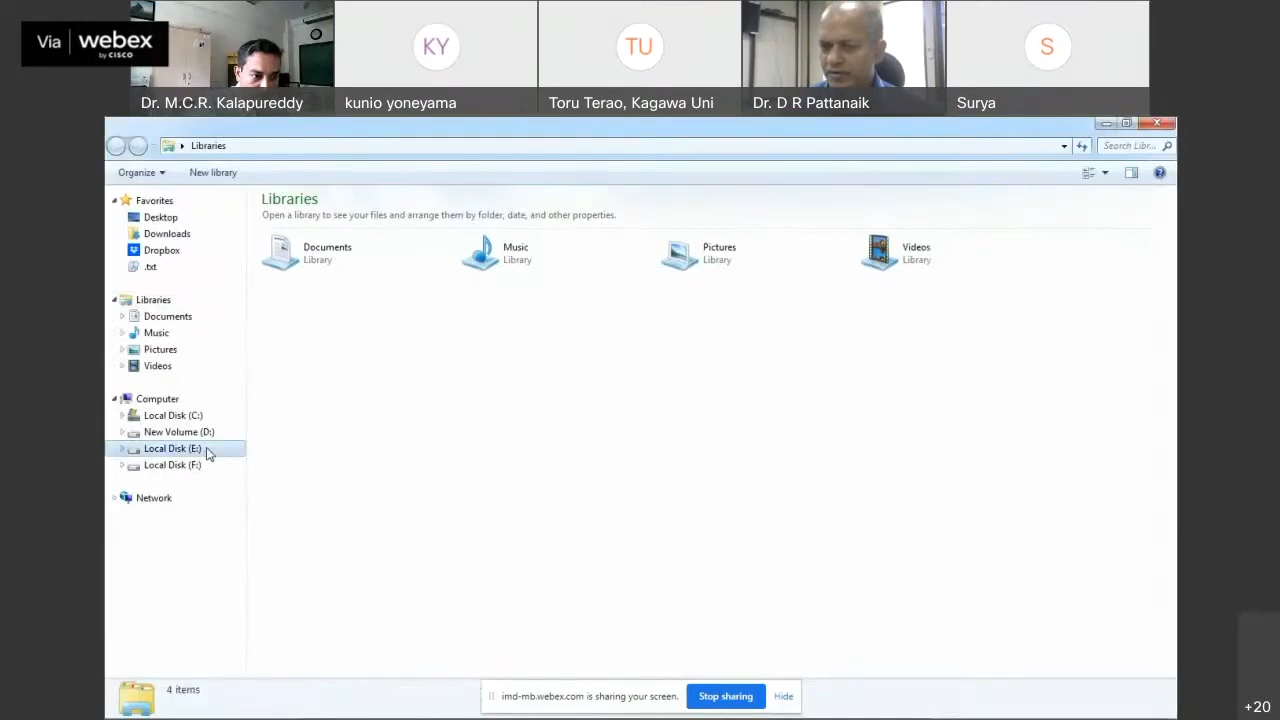 Via webex
by CISCO
Dr. M.C.R. Kalapureddy
KY
kunio yoneyama
TU
Toru Terao, Kagawa Uni
Dr. D R Pattanaik
S
Surya
Libraries
Search Libr...
Organize
New library
Favorites
Desktop
Downloads
Dropbox
.txt
Libraries
Documents
Music
Pictures
Videos
Computer
Local Disk (C:)
New Volume (D:)
Local Disk (E:)
Local Disk (F:)
Network
Libraries
Open a library to see your files and arrange them by folder, date, and other properties.
Documents
Library
Music
Library
Pictures
Library
Videos
Library
4 items
imd-mb.webex.com is sharing your screen.
Stop sharing
Hide
+20